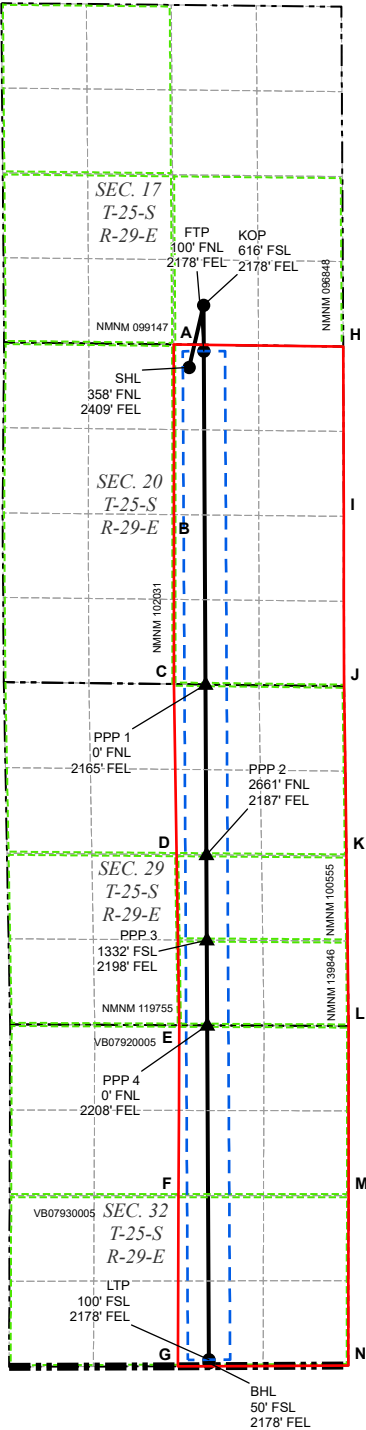 SEC. 17
T-25-S
R-29-E
FTP
100' FNL
2178' FEL
KOP
616' FSL
2178' FEL
NMNM 096848
NMNM 099147
A
H
SHL
358' FNL
2409' FEL
SEC. 20
T-25-S
R-29-E
B
I
NMNM 102031
C
J
PPP 1
0' FNL
2165' FEL
PPP 2
2661' FNL
2187' FEL
D
K
SEC. 29
T-25-S
R-29-E
NMNM 100555
PPP 3
1332' FSL
2198' FEL
NMNM 139846
NMNM 119755
L
E
VB07920005
PPP 4
0' FNL
2208' FEL
F
M
VB07930005
SEC. 32
T-25-S
R-29-E
LTP
100' FSL
2178' FEL
G
N
BHL
50' FSL
2178' FEL